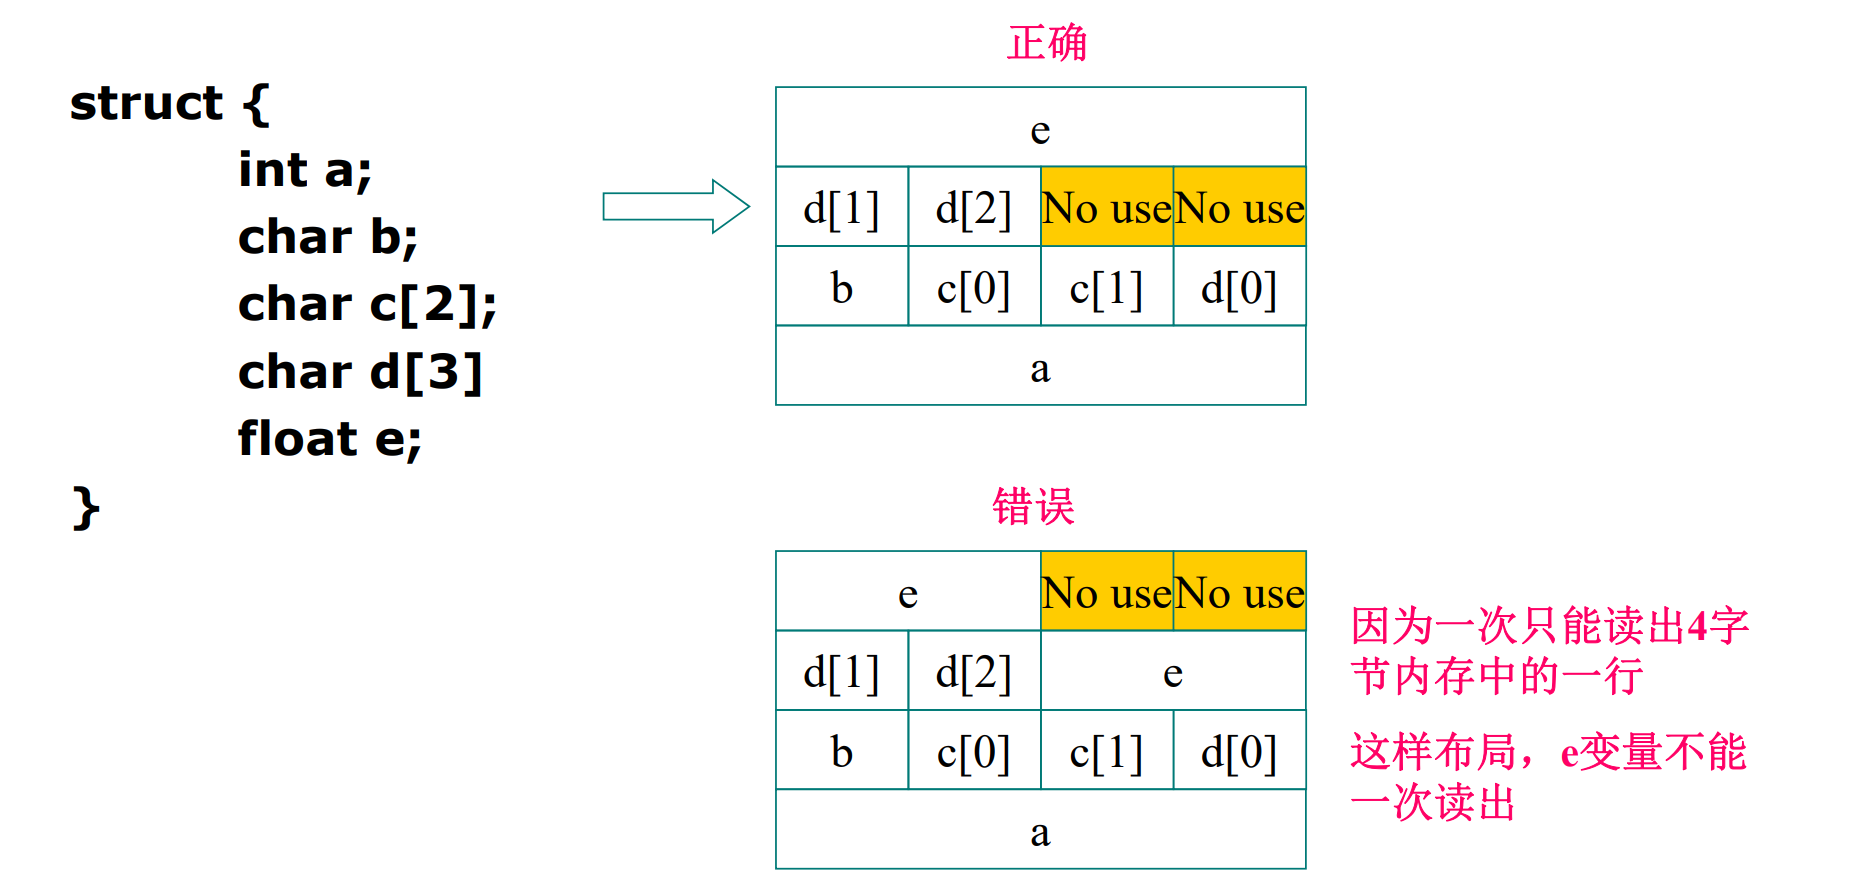 struct {
int a;
char b;
char c[2];
char d[3]
float e;
}
正确
e
d[1] d[2] No use No use
b c[0] c[1] d[0]
a
错误
e No use No use
d[1] d[2] e
b c[0] c[1] d[0]
a
因为一次只能读出4字
节内存中的一行
这样布局，e变量不能
一次读出